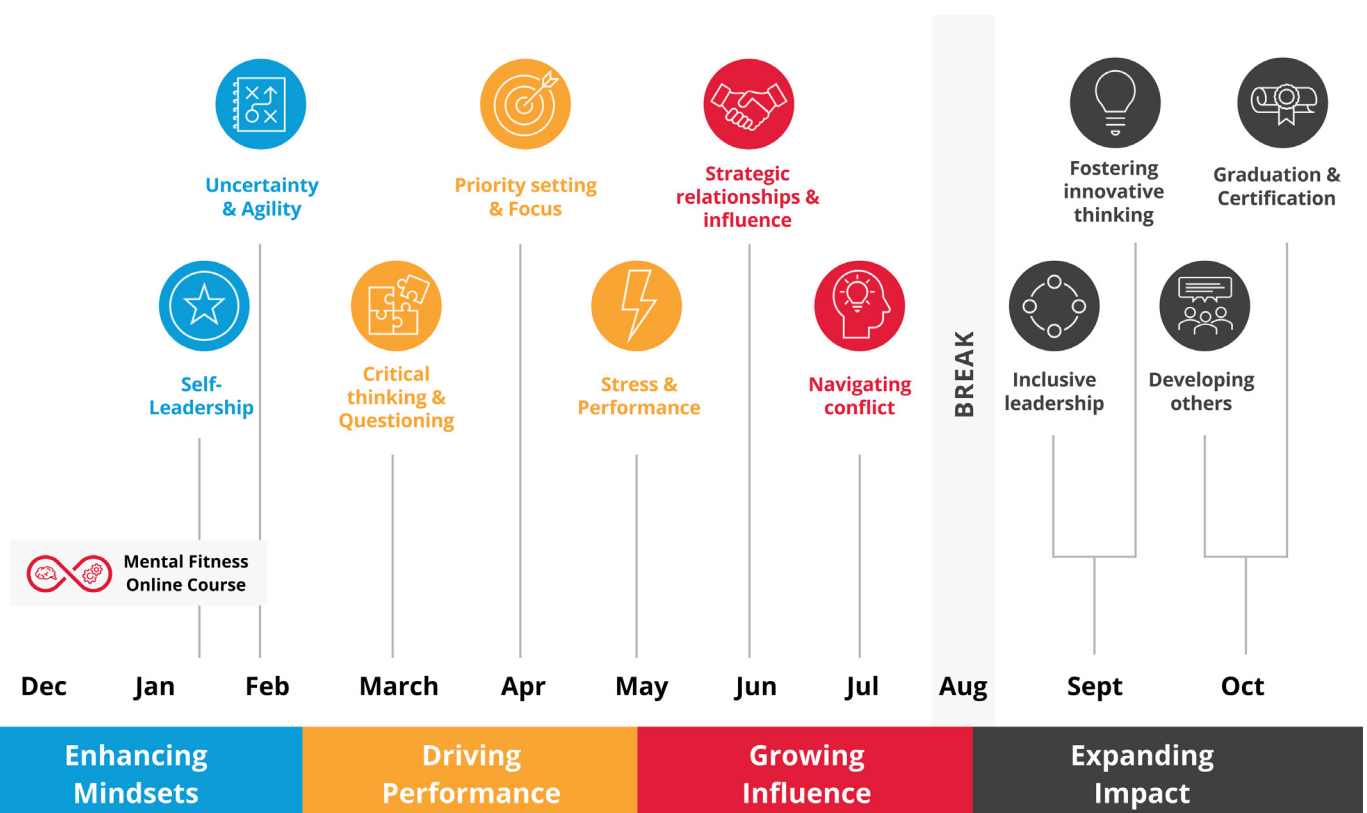 Uncertainty
& Agility
Priority setting
& Focus
Strategic
relationships &
influence
Fostering
innovative
thinking
Graduation &
Certification
Self-
Leadership
Critical
thinking &
Questioning
Stress &
Performance
Navigating
conflict
BREAK
Inclusive
leadership
Developing
others
Mental Fitness
Online Course
Dec Jan Feb March Apr May Jun Jul Aug Sept Oct
Enhancing
Mindsets
Driving
Performance
Growing
Influence
Expanding
Impact